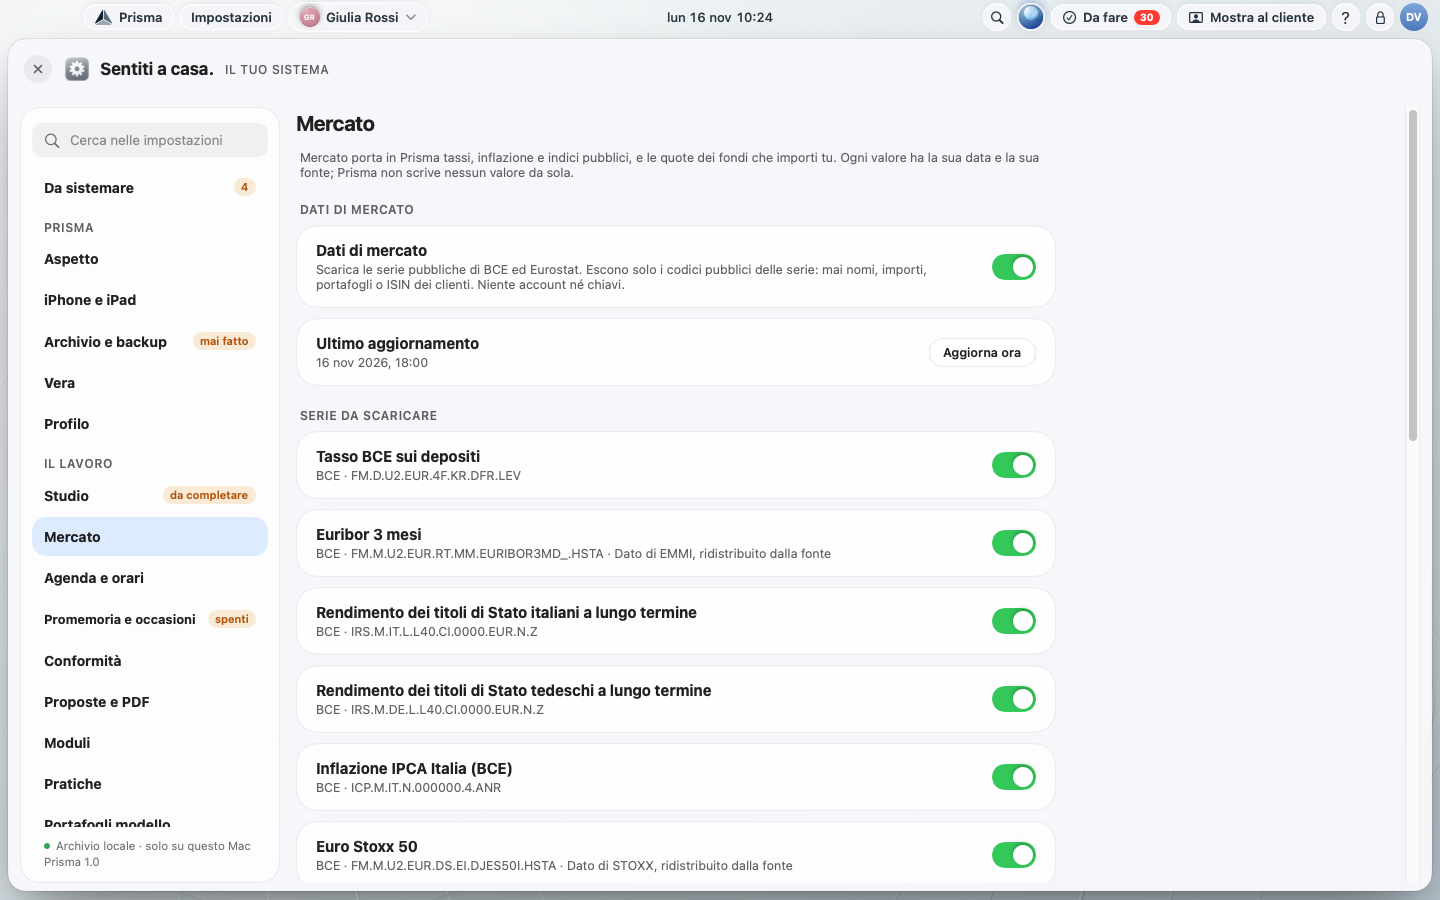 Prisma
Impostazioni
GR Giulia Rossi
lun 16 nov 10:24
Da fare 30
Mostra al cliente
?
DV
Sentiti a casa. IL TUO SISTEMA
Cerca nelle impostazioni
Da sistemare 4
PRISMA
Aspetto
iPhone e iPad
Archivio e backup mai fatto
Vera
Profilo
IL LAVORO
Studio da completare
Mercato
Agenda e orari
Promemoria e occasioni spenti
Conformità
Proposte e PDF
Moduli
Pratiche
Portafogli modello
Archivio locale · solo su questo Mac
Prisma 1.0
Mercato
Mercato porta in Prisma tassi, inflazione e indici pubblici, e le quote dei fondi che importi tu. Ogni valore ha la sua data e la sua
fonte; Prisma non scrive nessun valore da sola.
DATI DI MERCATO
Dati di mercato
Scarica le serie pubbliche di BCE ed Eurostat. Escono solo i codici pubblici delle serie: mai nomi, importi,
portafogli o ISIN dei clienti. Niente account né chiavi.
Ultimo aggiornamento
16 nov 2026, 18:00
Aggiorna ora
SERIE DA SCARICARE
Tasso BCE sui depositi
BCE · FM.D.U2.EUR.4F.KR.DFR.LEV
Euribor 3 mesi
BCE · FM.M.U2.EUR.RT.MM.EURIBOR3MD_.HSTA · Dato di EMMI, ridistribuito dalla fonte
Rendimento dei titoli di Stato italiani a lungo termine
BCE · IRS.M.IT.L.L40.CI.0000.EUR.N.Z
Rendimento dei titoli di Stato tedeschi a lungo termine
BCE · IRS.M.DE.L.L40.CI.0000.EUR.N.Z
Inflazione IPCA Italia (BCE)
BCE · ICP.M.IT.N.000000.4.ANR
Euro Stoxx 50
BCE · FM.M.U2.EUR.DS.EI.DJES50I.HSTA · Dato di STOXX, ridistribuito dalla fonte